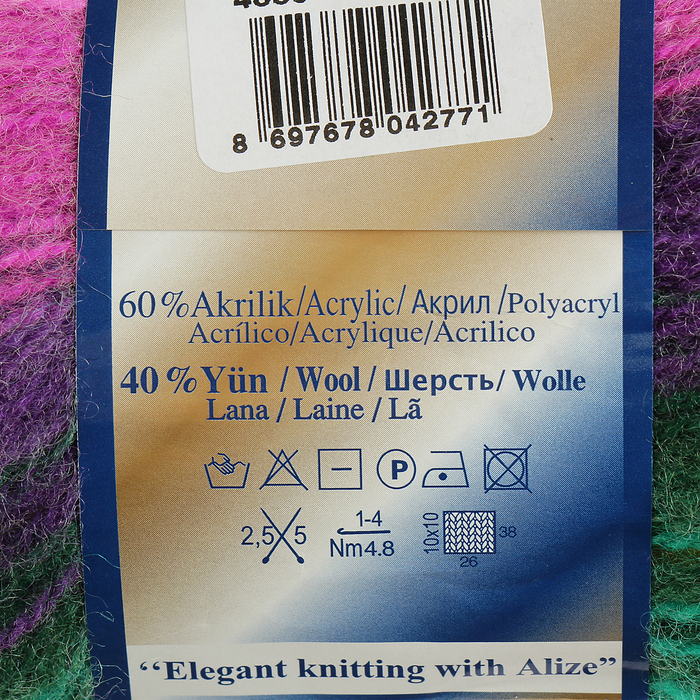 8 697678 042771
60%Akrilik/Acrylic/Акрил/Polyacryl
Acrílico/Acrylique/Acrilico
40%Yün / Wool / Шерсть/ Wolle
Lana / Laine / Lã
P
2,5 5
1-4
Nm4.8
10x10
38
26
“Elegant knitting with Alize”